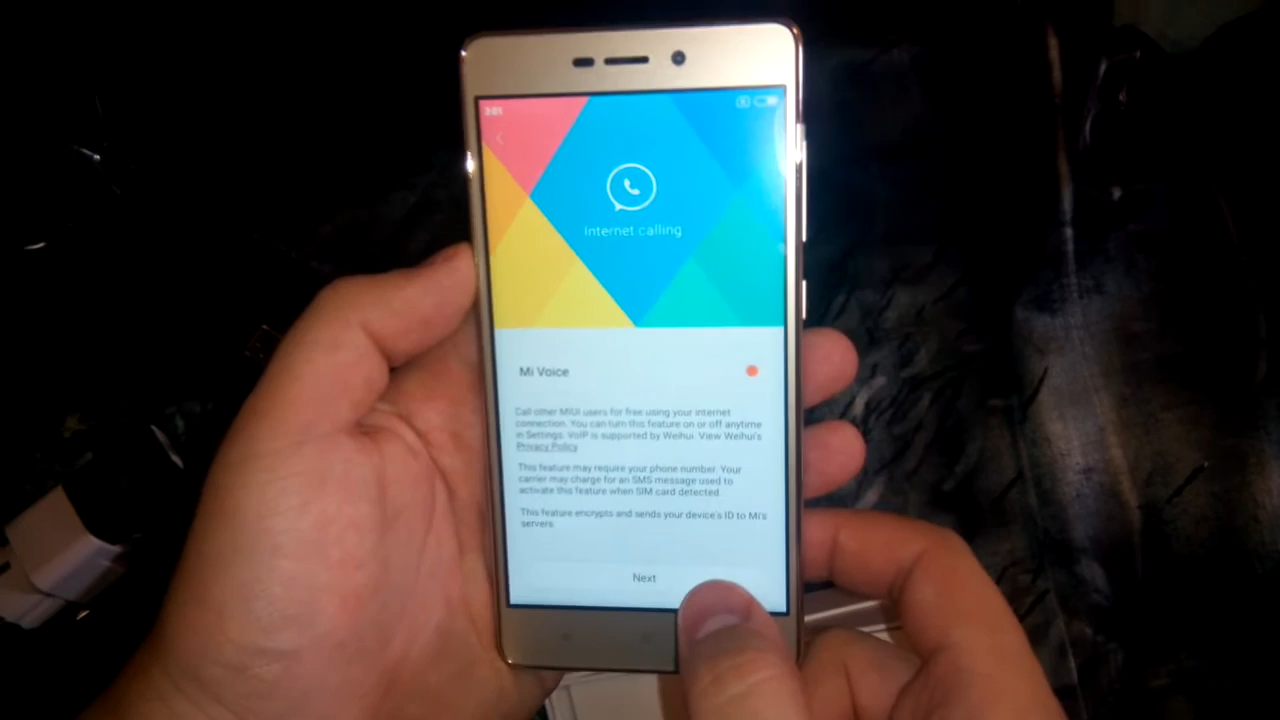 3:01
Internet calling
Mi Voice
Call other MIUI users for free using your internet
connection. You can turn this feature on or off anytime
in Settings. VoIP is supported by Weihui. View Weihui's
Privacy Policy
This feature may require your phone number. Your
carrier may charge for an SMS message used to
activate this feature when SIM card detected.
This feature encrypts and sends your device's ID to Mi's
servers.
Next